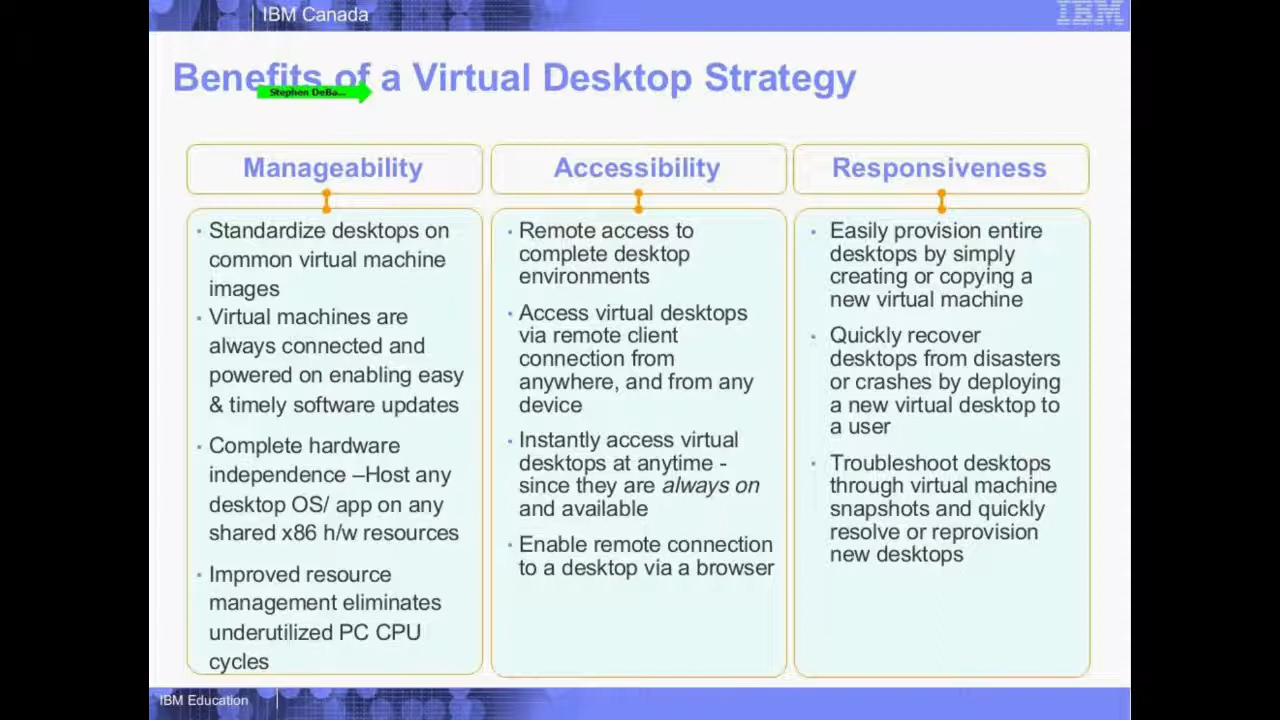 IBM Canada
IBM
Benefits of a Virtual Desktop Strategy
Stephen DeBa...
Manageability
Standardize desktops on
common virtual machine
images
Virtual machines are
always connected and
powered on enabling easy
& timely software updates
Complete hardware
independence –Host any
desktop OS/ app on any
shared x86 h/w resources
Improved resource
management eliminates
underutilized PC CPU
cycles
Accessibility
Remote access to
complete desktop
environments
Access virtual desktops
via remote client
connection from
anywhere, and from any
device
Instantly access virtual
desktops at anytime -
since they are always on
and available
Enable remote connection
to a desktop via a browser
Responsiveness
Easily provision entire
desktops by simply
creating or copying a
new virtual machine
Quickly recover
desktops from disasters
or crashes by deploying
a new virtual desktop to
a user
Troubleshoot desktops
through virtual machine
snapshots and quickly
resolve or reprovision
new desktops
IBM Education